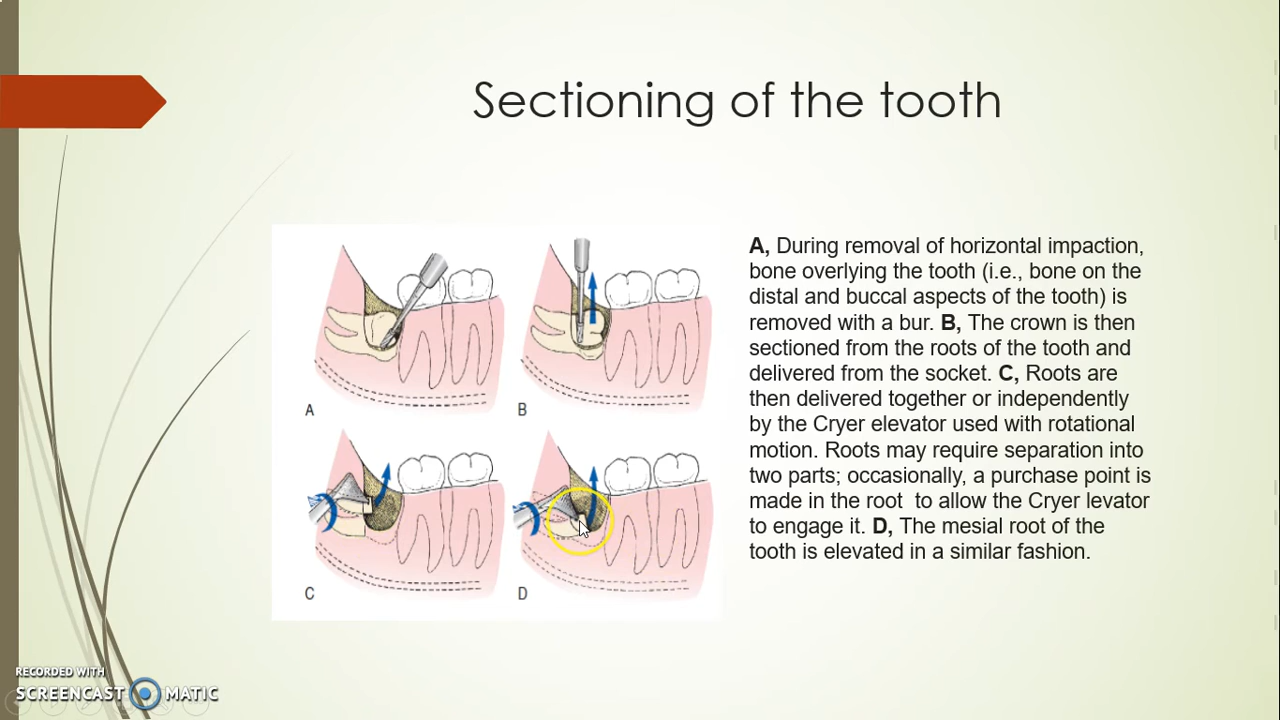 Sectioning of the tooth
A
B
C
D
A, During removal of horizontal impaction,
bone overlying the tooth (i.e., bone on the
distal and buccal aspects of the tooth) is
removed with a bur. B, The crown is then
sectioned from the roots of the tooth and
delivered from the socket. C, Roots are
then delivered together or independently
by the Cryer elevator used with rotational
motion. Roots may require separation into
two parts; occasionally, a purchase point is
made in the root to allow the Cryer levator
to engage it. D, The mesial root of the
tooth is elevated in a similar fashion.
RECORDED WITH
SCREENCAST MATIC